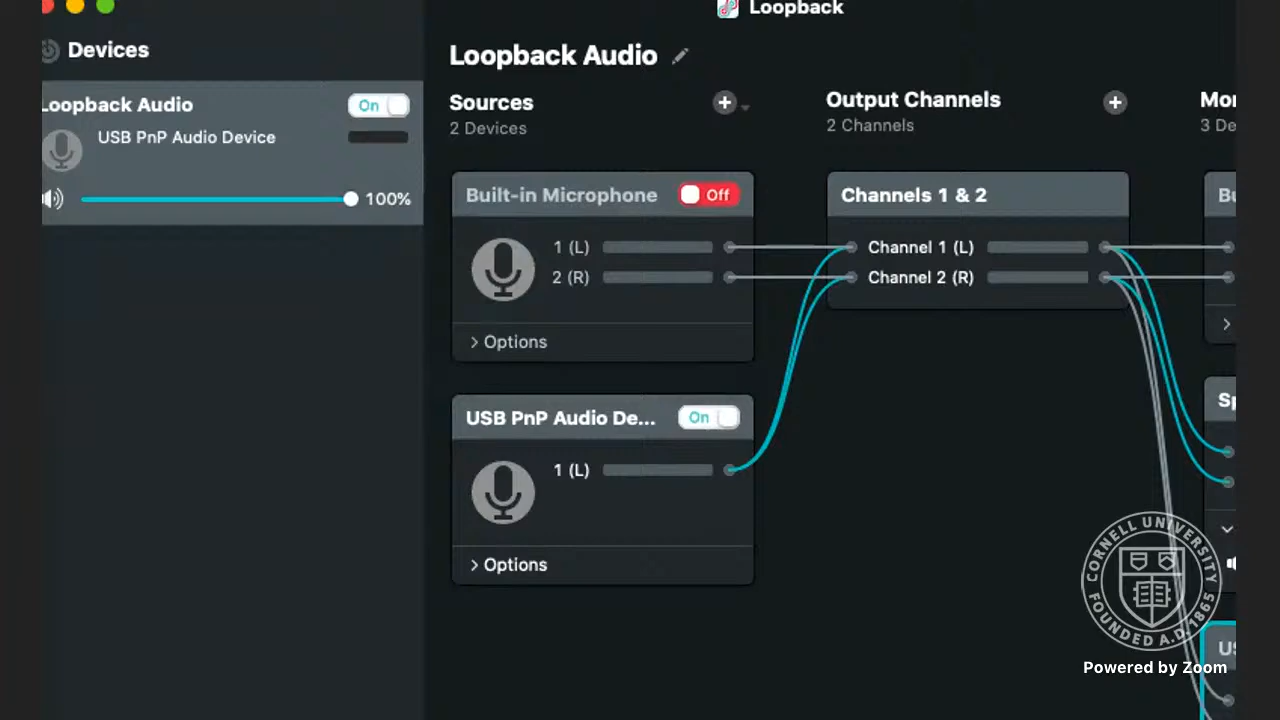 Loopback
Devices
Loopback Audio
On
USB PnP Audio Device
100%
Loopback Audio
Sources
2 Devices
Built-in Microphone
Off
1 (L)
2 (R)
> Options
USB PnP Audio De...
On
1 (L)
> Options
Output Channels
2 Channels
Channels 1 & 2
Channel 1 (L)
Channel 2 (R)
3 De
CORNELL UNIVERSITY
FOUNDED A.D. 1865
Powered by Zoom